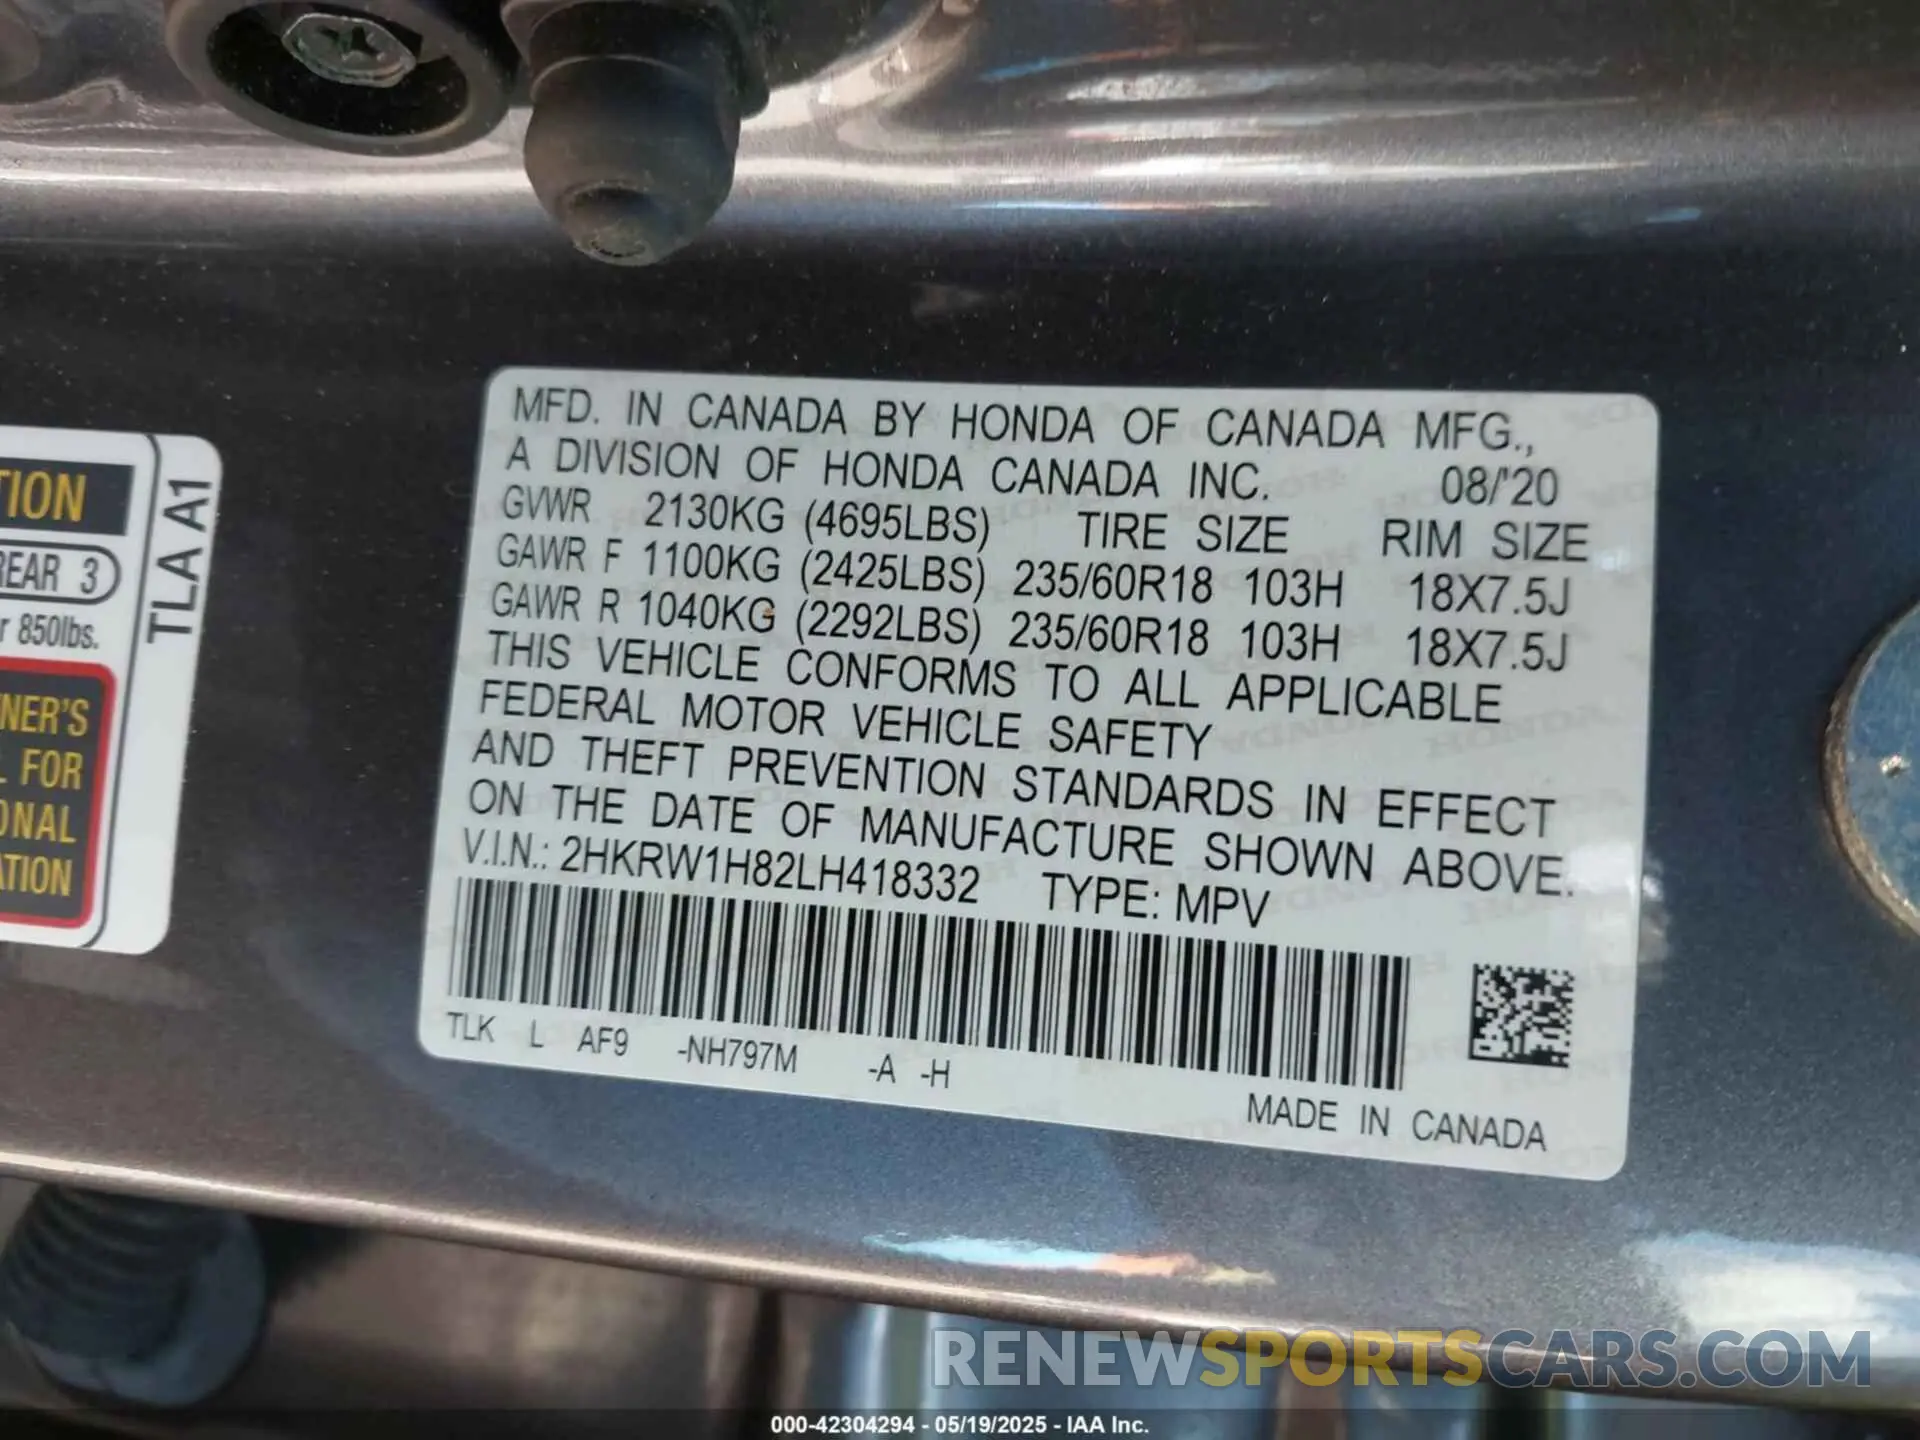 MFD. IN CANADA BY HONDA OF CANADA MFG.,
A DIVISION OF HONDA CANADA INC. 08/'20
GVWR 2130KG (4695LBS) TIRE SIZE RIM SIZE
GAWR F 1100KG (2425LBS) 235/60R18 103H 18X7.5J
GAWR R 1040KG (2292LBS) 235/60R18 103H 18X7.5J
THIS VEHICLE CONFORMS TO ALL APPLICABLE
FEDERAL MOTOR VEHICLE SAFETY
AND THEFT PREVENTION STANDARDS IN EFFECT
ON THE DATE OF MANUFACTURE SHOWN ABOVE.
V.I.N.: 2HKRW1H82LH418332 TYPE: MPV
TLK L AF9 -NH797M -A -H
MADE IN CANADA
TION
REAR 3
r 850lbs.
NER'S
L FOR
ONAL
ATION
TLA A1
RENEWSPORTSCARS.COM
000-42304294 - 05/19/2025 - IAA Inc.